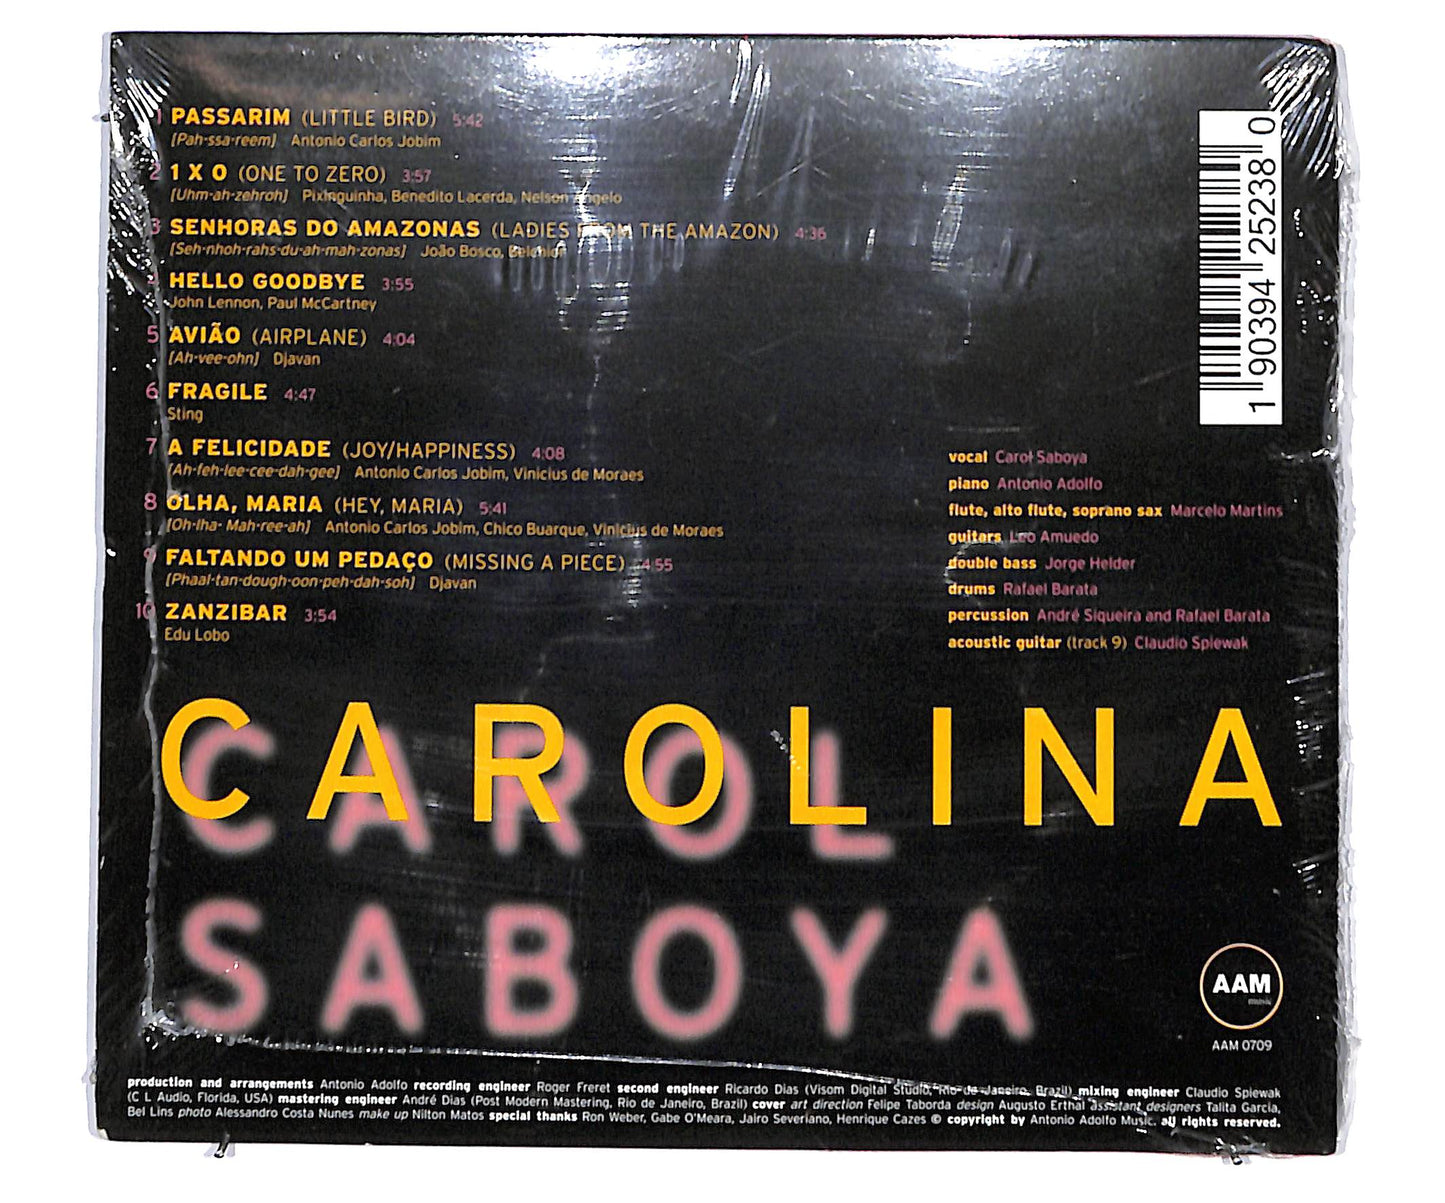 1 PASSARIM (LITTLE BIRD) 5:42
[Pah-ssa-reem] Antonio Carlos Jobim
2 1 X 0 (ONE TO ZERO) 3:57
[Uhm-ah-zehroh] Pixinguinha, Benedito Lacerda, Nelson Angelo
3 SENHORAS DO AMAZONAS (LADIES FROM THE AMAZON) 4:36
[Seh-nhoh-rahs-du-ah-mah-zonas] João Bosco, Belchior
4 HELLO GOODBYE 3:55
John Lennon, Paul McCartney
5 AVIÃO (AIRPLANE) 4:04
[Ah-vee-ohn] Djavan
6 FRAGILE 4:47
Sting
7 A FELICIDADE (JOY/HAPPINESS) 4:08
[Ah-feh-lee-cee-dah-gee] Antonio Carlos Jobim, Vinicius de Moraes
8 OLHA, MARIA (HEY, MARIA) 5:41
[Oh-lha- Mah-ree-ah] Antonio Carlos Jobim, Chico Buarque, Vinicius de Moraes
9 FALTANDO UM PEDAÇO (MISSING A PIECE) 4:55
[Phaal-tan-dough-oon-peh-dah-soh] Djavan
10 ZANZIBAR 3:54
Edu Lobo
1 90394 25238 0
vocal Carol Saboya
piano Antonio Adolfo
flute, alto flute, soprano sax Marcelo Martins
guitars Leo Amuedo
double bass Jorge Helder
drums Rafael Barata
percussion André Siqueira and Rafael Barata
acoustic guitar (track 9) Claudio Spiewak
CAROLINA
CAROL
SABOYA
AAM
music
AAM 0709
production and arrangements Antonio Adolfo recording engineer Roger Freret second engineer Ricardo Dias (Visom Digital Studio, Rio de Janeiro, Brazil) mixing engineer Claudio Spiewak
(C L Audio, Florida, USA) mastering engineer André Dias (Post Modern Mastering, Rio de Janeiro, Brazil) cover art direction Felipe Taborda design Augusto Erthal assistant designers Talita Garcia,
Bel Lins photo Alessandro Costa Nunes make up Nilton Matos special thanks Ron Weber, Gabe O'Meara, Jairo Severiano, Henrique Cazes © copyright by Antonio Adolfo Music. all rights reserved.